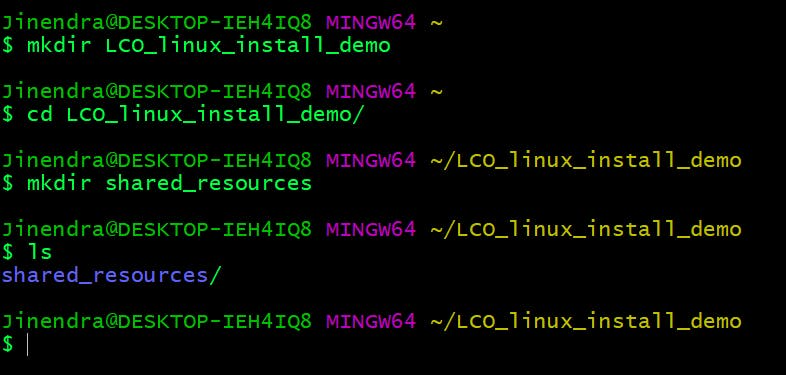 Jinendra@DESKTOP-IEH4IQ8 MINGW64 ~
$ mkdir LCO_linux_install_demo
Jinendra@DESKTOP-IEH4IQ8 MINGW64 ~
$ cd LCO_linux_install_demo/
Jinendra@DESKTOP-IEH4IQ8 MINGW64 ~/LCO_linux_install_demo
$ mkdir shared_resources
Jinendra@DESKTOP-IEH4IQ8 MINGW64 ~/LCO_linux_install_demo
$ ls
shared_resources/
Jinendra@DESKTOP-IEH4IQ8 MINGW64 ~/LCO_linux_install_demo
$